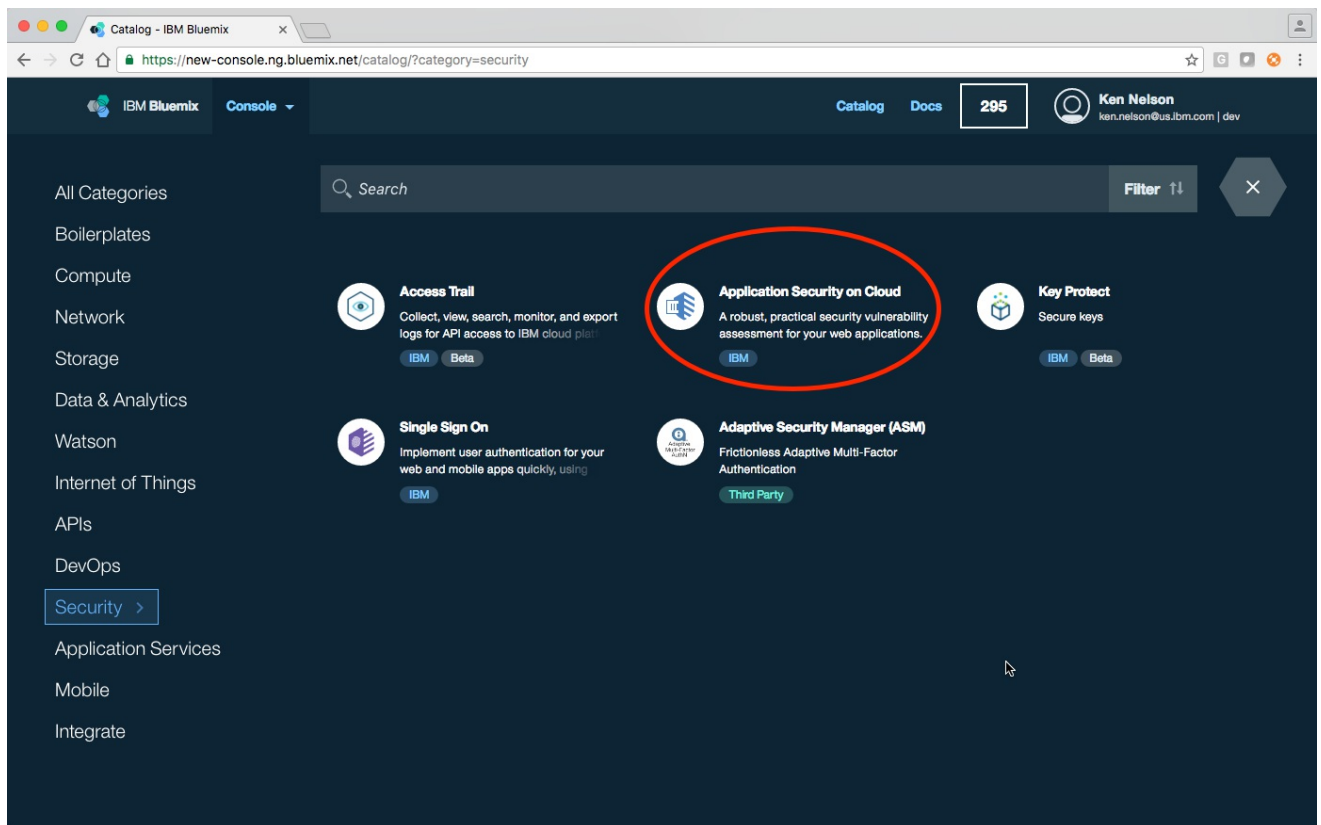 Catalog - IBM Bluemix
https://new-console.ng.bluemix.net/catalog/?category=security
IBM Bluemix Console Catalog Docs 295 Ken Nelson
ken.nelson@us.ibm.com | dev
Search Filter
All Categories
Boilerplates
Compute
Network
Storage
Data & Analytics
Watson
Internet of Things
APIs
DevOps
Security >
Application Services
Mobile
Integrate
Access Trail
Collect, view, search, monitor, and export
logs for API access to IBM cloud plat
IBM Beta
Application Security on Cloud
A robust, practical security vulnerability
assessment for your web applications.
IBM
Key Protect
Secure keys
IBM Beta
Single Sign On
Implement user authentication for your
web and mobile apps quickly, using
IBM
Adaptive
Multi-Factor
AuthN
Adaptive Security Manager (ASM)
Frictionless Adaptive Multi-Factor
Authentication
Third Party